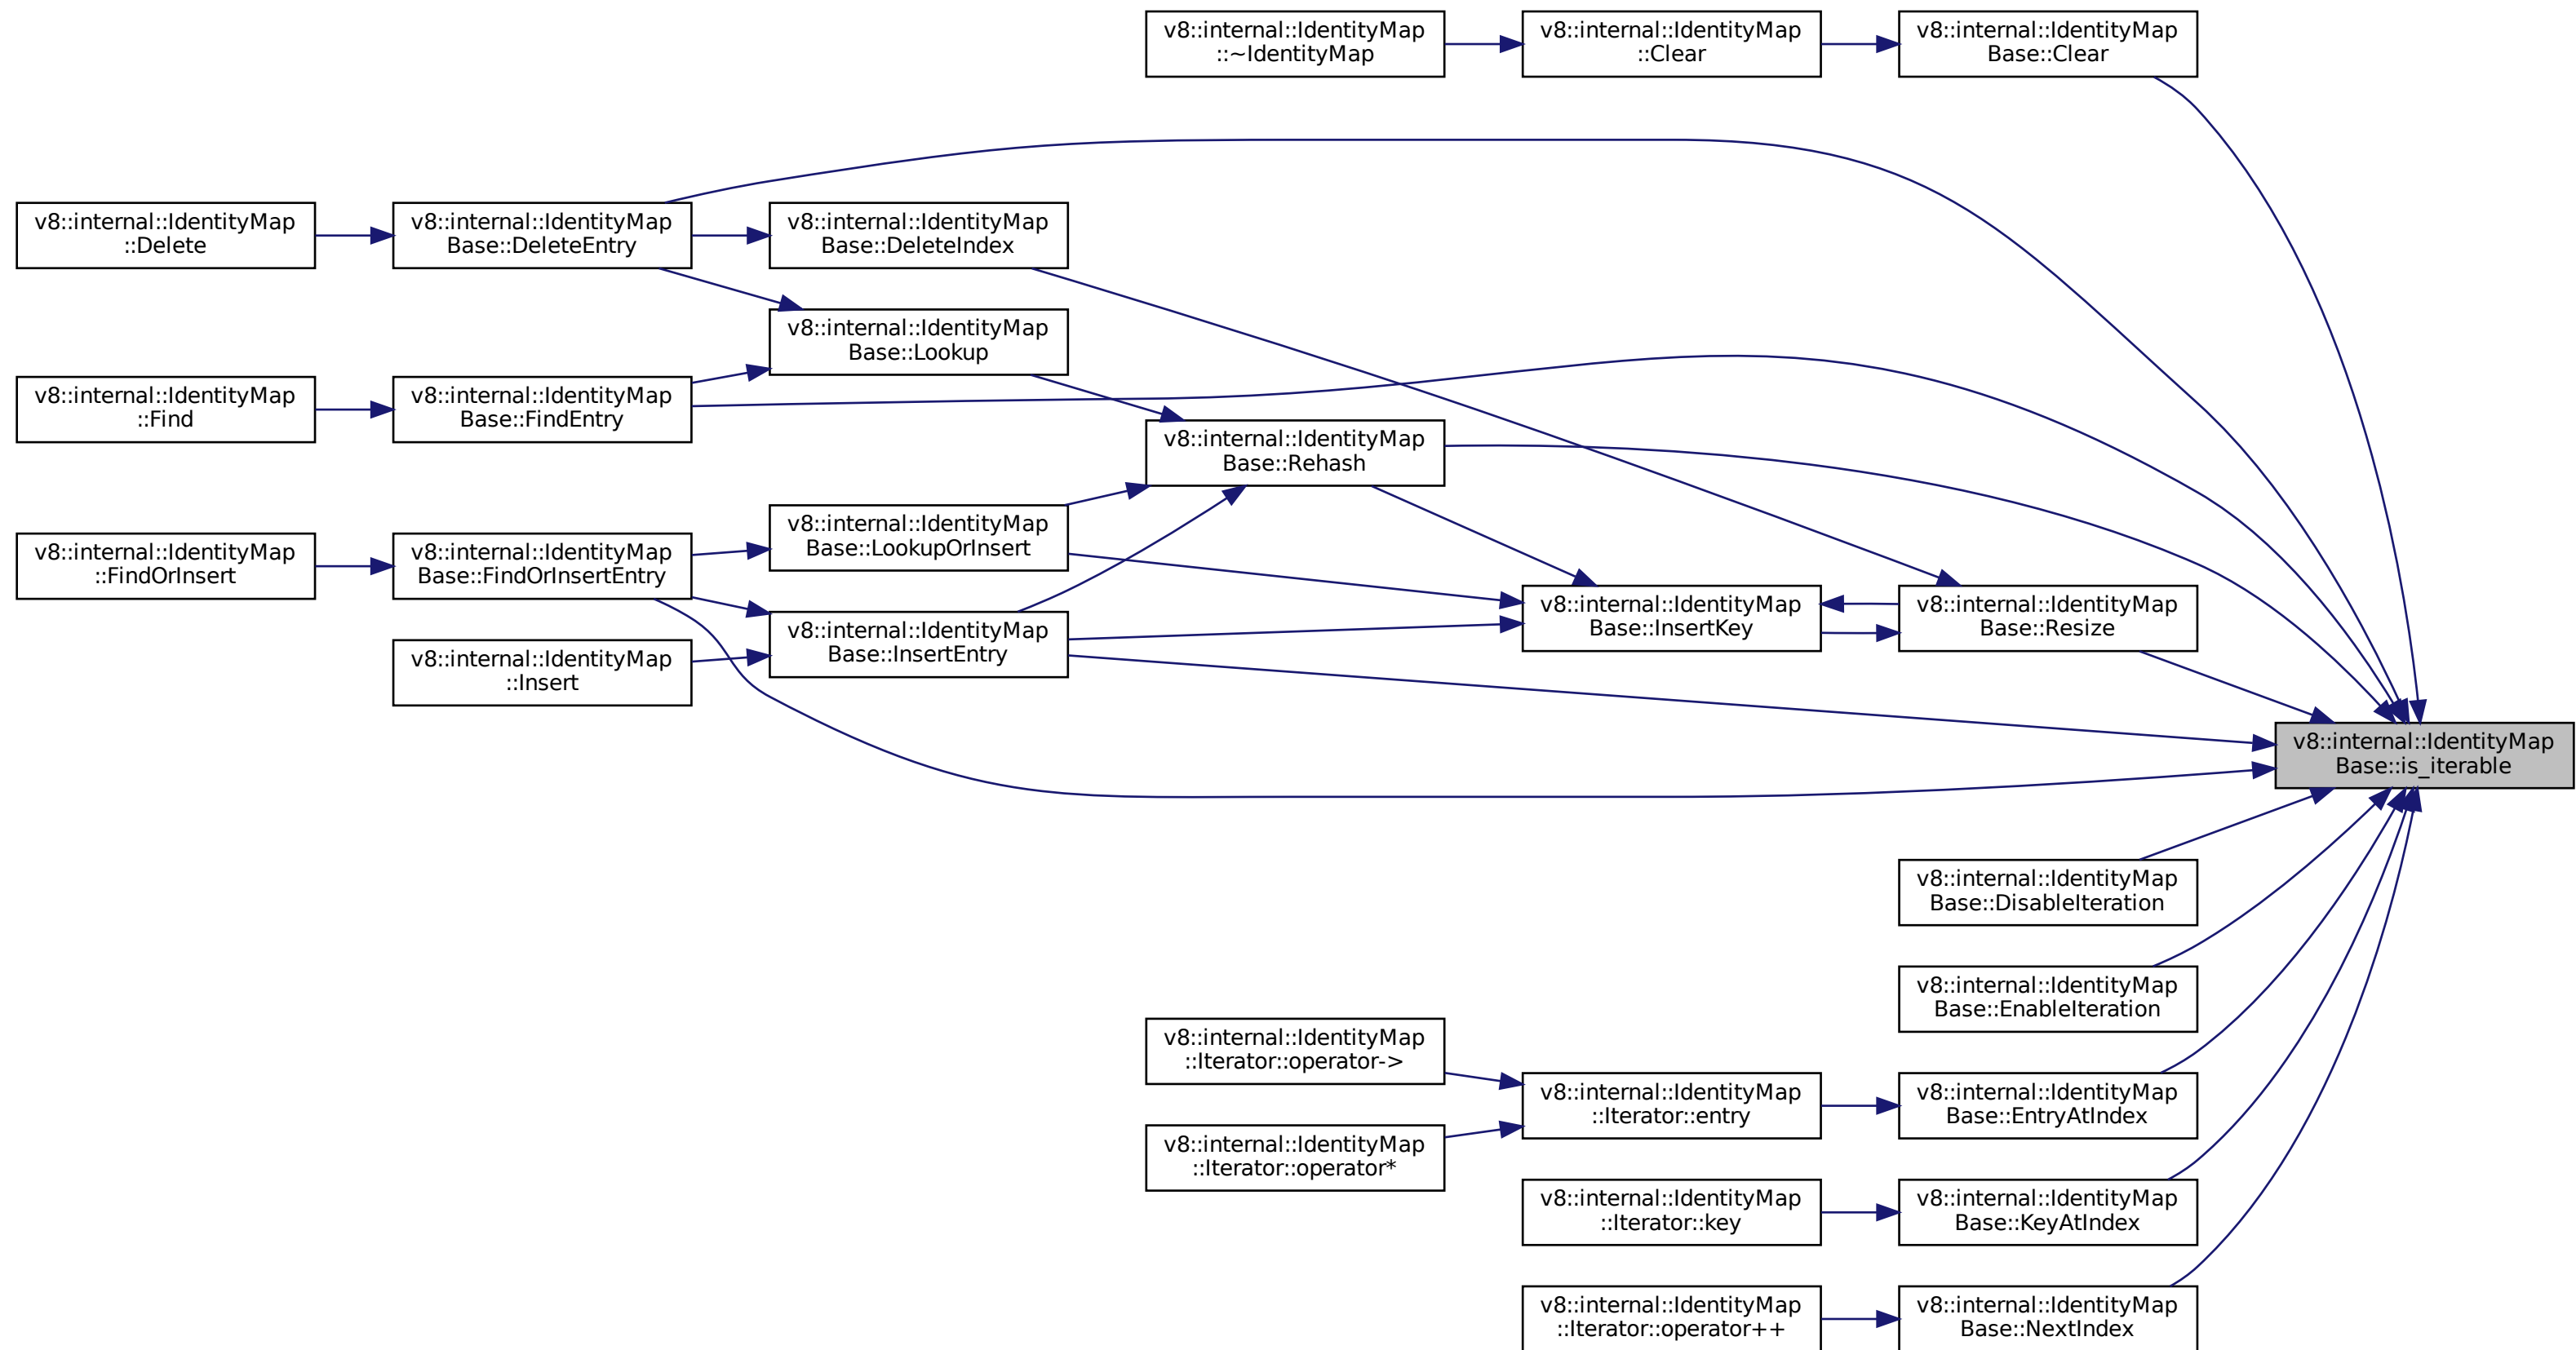 v8::internal::IdentityMap
::~IdentityMap
v8::internal::IdentityMap
::Clear
v8::internal::IdentityMap
Base::Clear
v8::internal::IdentityMap
::Delete
v8::internal::IdentityMap
Base::DeleteEntry
v8::internal::IdentityMap
Base::DeleteIndex
v8::internal::IdentityMap
Base::Lookup
v8::internal::IdentityMap
::Find
v8::internal::IdentityMap
Base::FindEntry
v8::internal::IdentityMap
Base::Rehash
v8::internal::IdentityMap
Base::LookupOrInsert
v8::internal::IdentityMap
::FindOrInsert
v8::internal::IdentityMap
Base::FindOrInsertEntry
v8::internal::IdentityMap
Base::InsertKey
v8::internal::IdentityMap
Base::Resize
v8::internal::IdentityMap
Base::InsertEntry
v8::internal::IdentityMap
::Insert
v8::internal::IdentityMap
Base::is_iterable
v8::internal::IdentityMap
Base::DisableIteration
v8::internal::IdentityMap
Base::EnableIteration
v8::internal::IdentityMap
::Iterator::operator->
v8::internal::IdentityMap
::Iterator::entry
v8::internal::IdentityMap
Base::EntryAtIndex
v8::internal::IdentityMap
::Iterator::operator*
v8::internal::IdentityMap
::Iterator::key
v8::internal::IdentityMap
Base::KeyAtIndex
v8::internal::IdentityMap
::Iterator::operator++
v8::internal::IdentityMap
Base::NextIndex